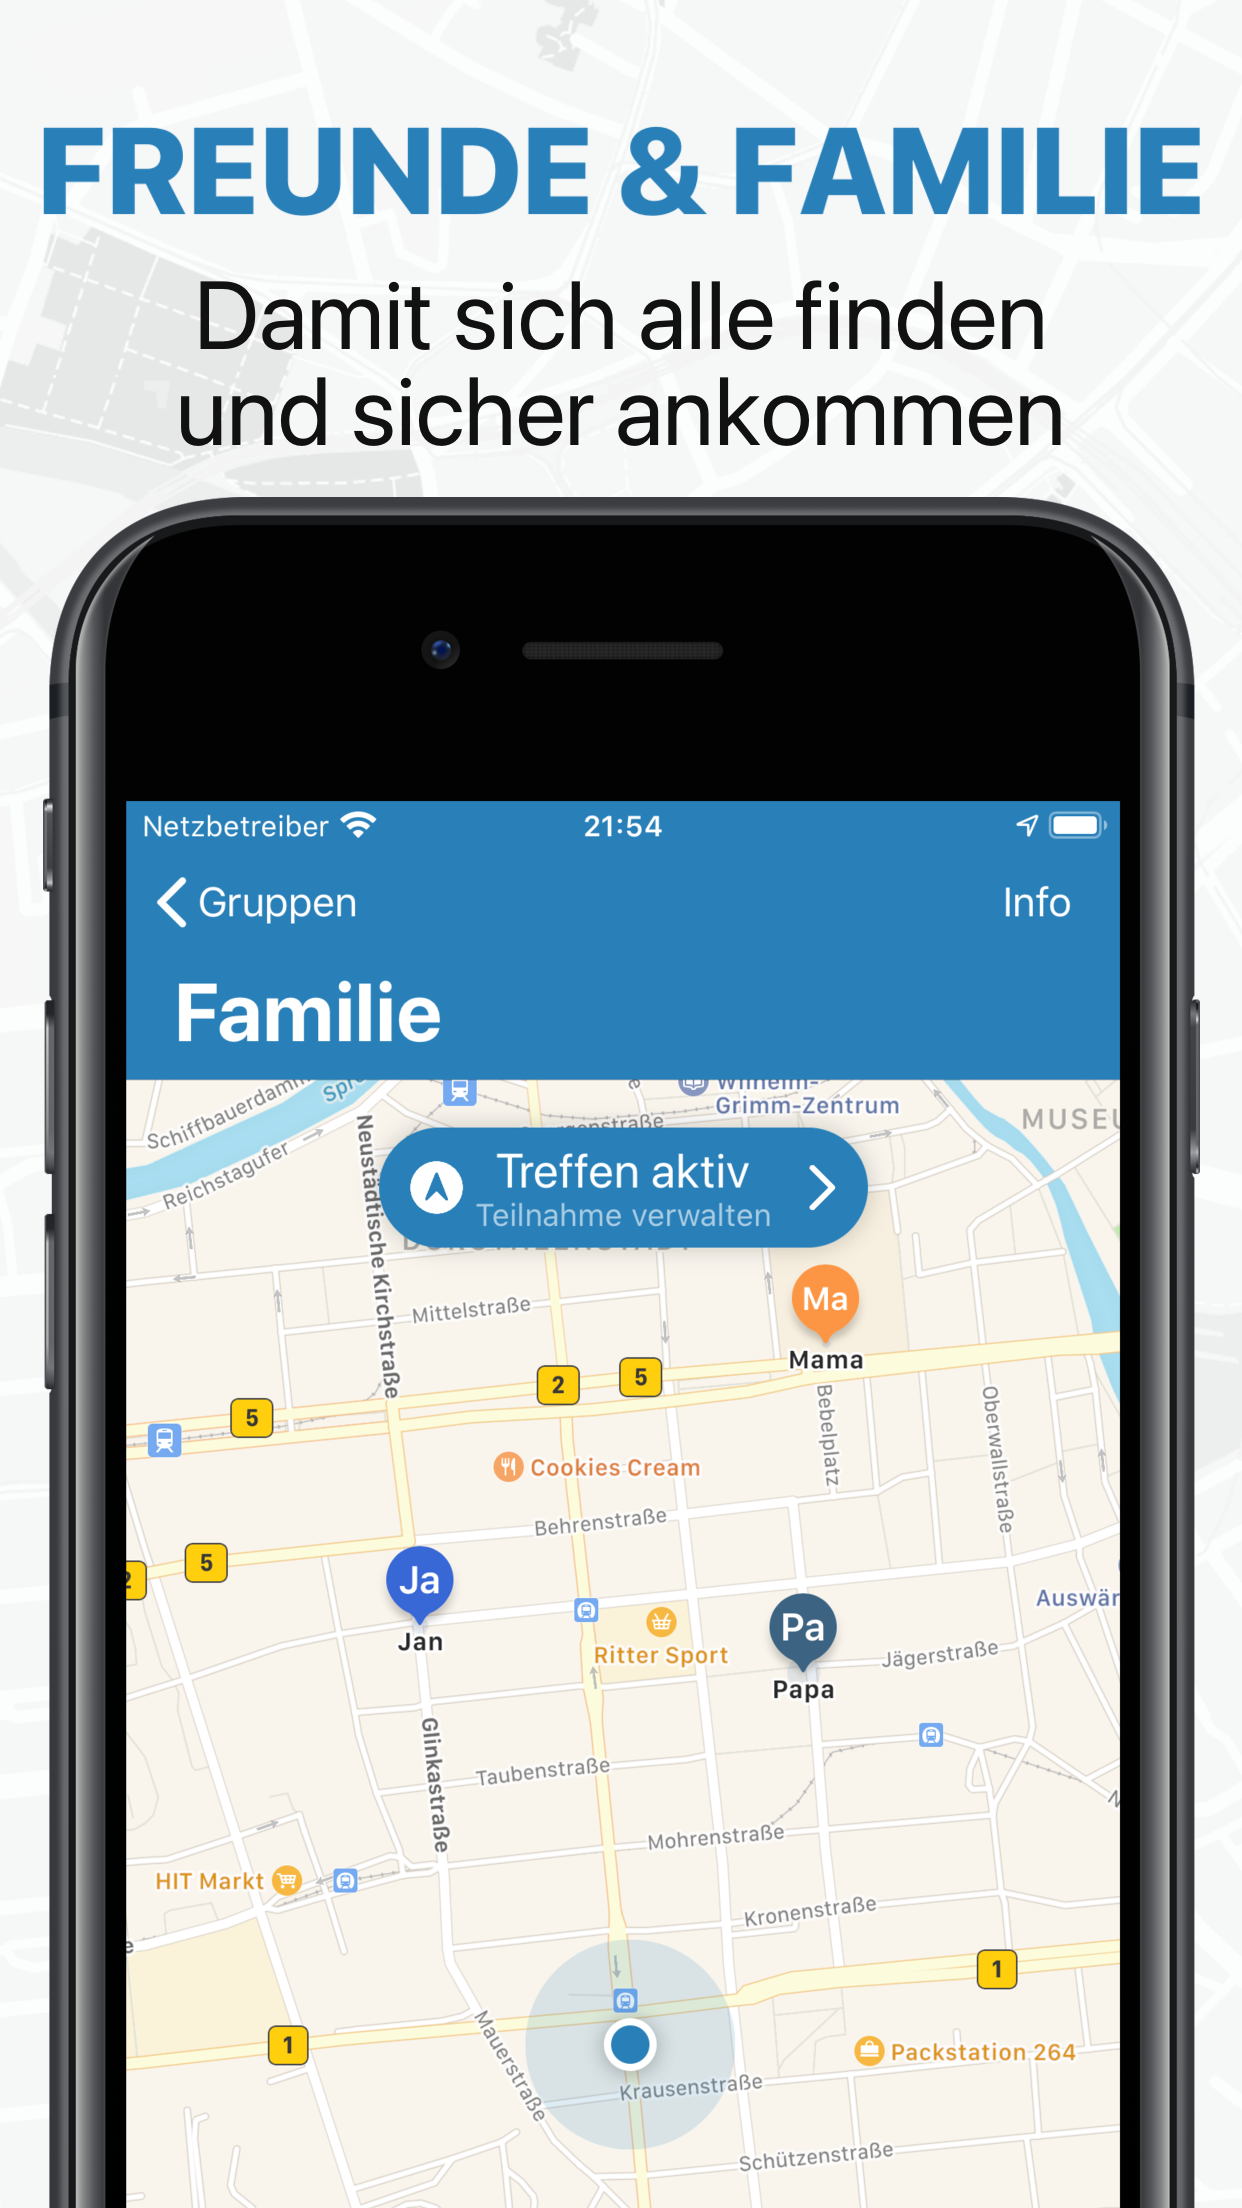 FREUNDE & FAMILIE
Damit sich alle finden
und sicher ankommen
Netzbetreiber
21:54
Gruppen
Info
Familie
Schiffbauerdamm
Reichstagufer
Neustädtische Kirchstraße
Wilhelm-
Grimm-Zentrum
Treffen aktiv
Teilnahme verwalten
Mittelstraße
Ma
Mama
2
5
5
Bebelplatz
Oberwallstraße
Cookies Cream
Behrenstraße
5
2
Ja
Jan
Pa
Papa
Ritter Sport
Jägerstraße
Glinkastraße
Taubenstraße
Mohrenstraße
HIT Markt
Kronenstraße
1
1
Mauerstraße
Packstation 264
Krausenstraße
Schützenstraße